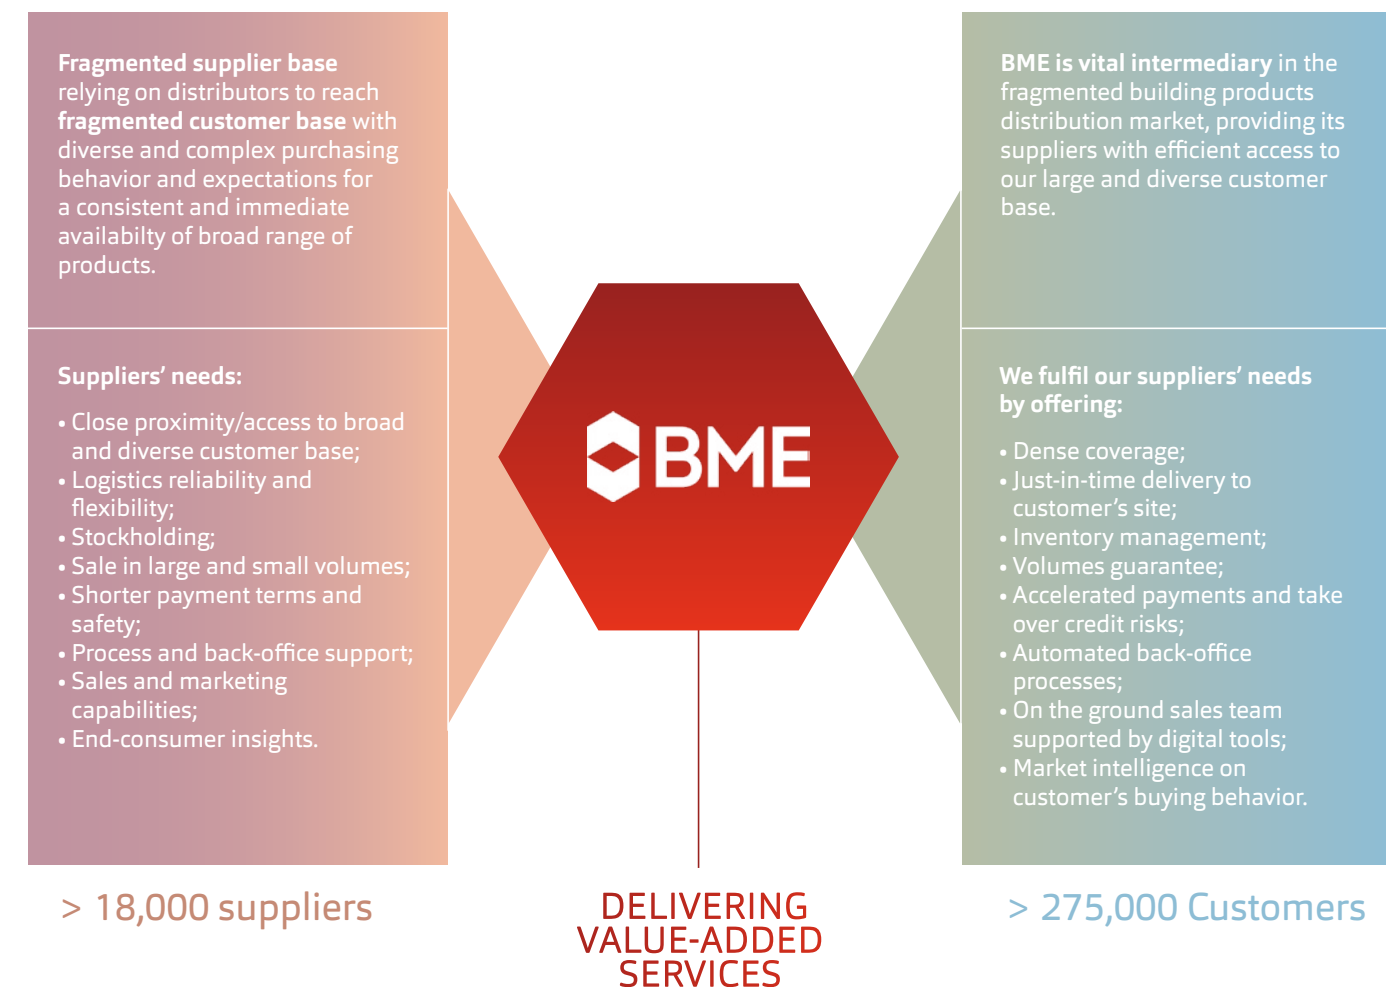 Fragmented supplier base
relying on distributors to reach
fragmented customer base with
diverse and complex purchasing
behavior and expectations for
a consistent and immediate
availabilty of broad range of
products.
Suppliers’ needs:
• Close proximity/access to broad
and diverse customer base;
• Logistics reliability and
flexibility;
• Stockholding;
• Sale in large and small volumes;
• Shorter payment terms and
safety;
• Process and back-office support;
• Sales and marketing
capabilities;
• End-consumer insights.
> 18,000 suppliers
BME
DELIVERING
VALUE-ADDED
SERVICES
BME is vital intermediary in the
fragmented building products
distribution market, providing its
suppliers with efficient access to
our large and diverse customer
base.
We fulfil our suppliers’ needs
by offering:
• Dense coverage;
• Just-in-time delivery to
customer’s site;
• Inventory management;
• Volumes guarantee;
• Accelerated payments and take
over credit risks;
• Automated back-office
processes;
• On the ground sales team
supported by digital tools;
• Market intelligence on
customer’s buying behavior.
> 275,000 Customers